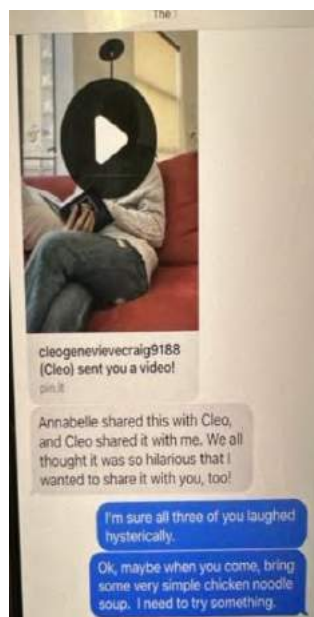 The
cleogenevievecraig9188
(Cleo) sent you a video!
pin.it
Annabelle shared this with Cleo,
and Cleo shared it with me. We all
thought it was so hilarious that I
wanted to share it with you, too!
I'm sure all three of you laughed
hysterically.
Ok, maybe when you come, bring
some very simple chicken noodle
soup. I need to try something.